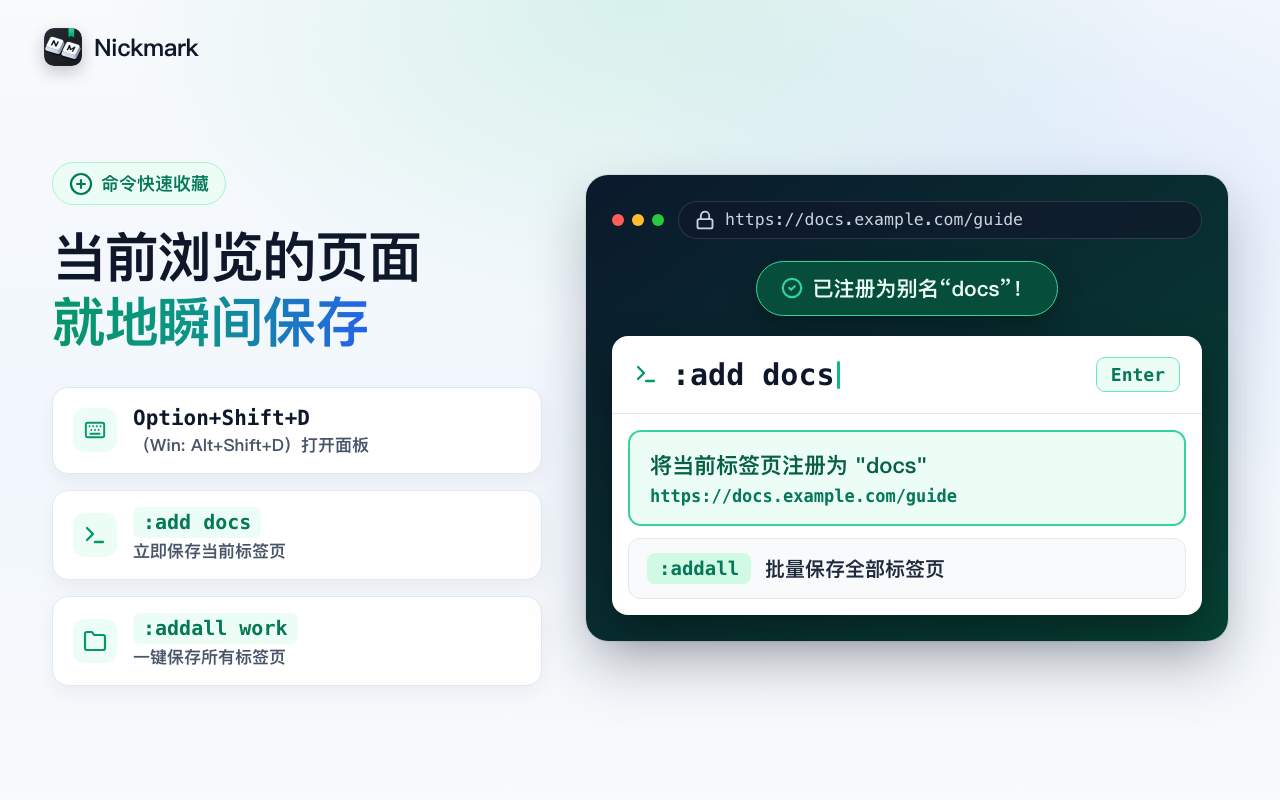 N M
Nickmark
命令快速收藏
当前浏览的页面
就地瞬间保存
Option+Shift+D
（Win: Alt+Shift+D）打开面板
:add docs
立即保存当前标签页
:addall work
一键保存所有标签页
https://docs.example.com/guide
已注册为别名“docs”！
:add docs
Enter
将当前标签页注册为 "docs"
https://docs.example.com/guide
:addall 批量保存全部标签页